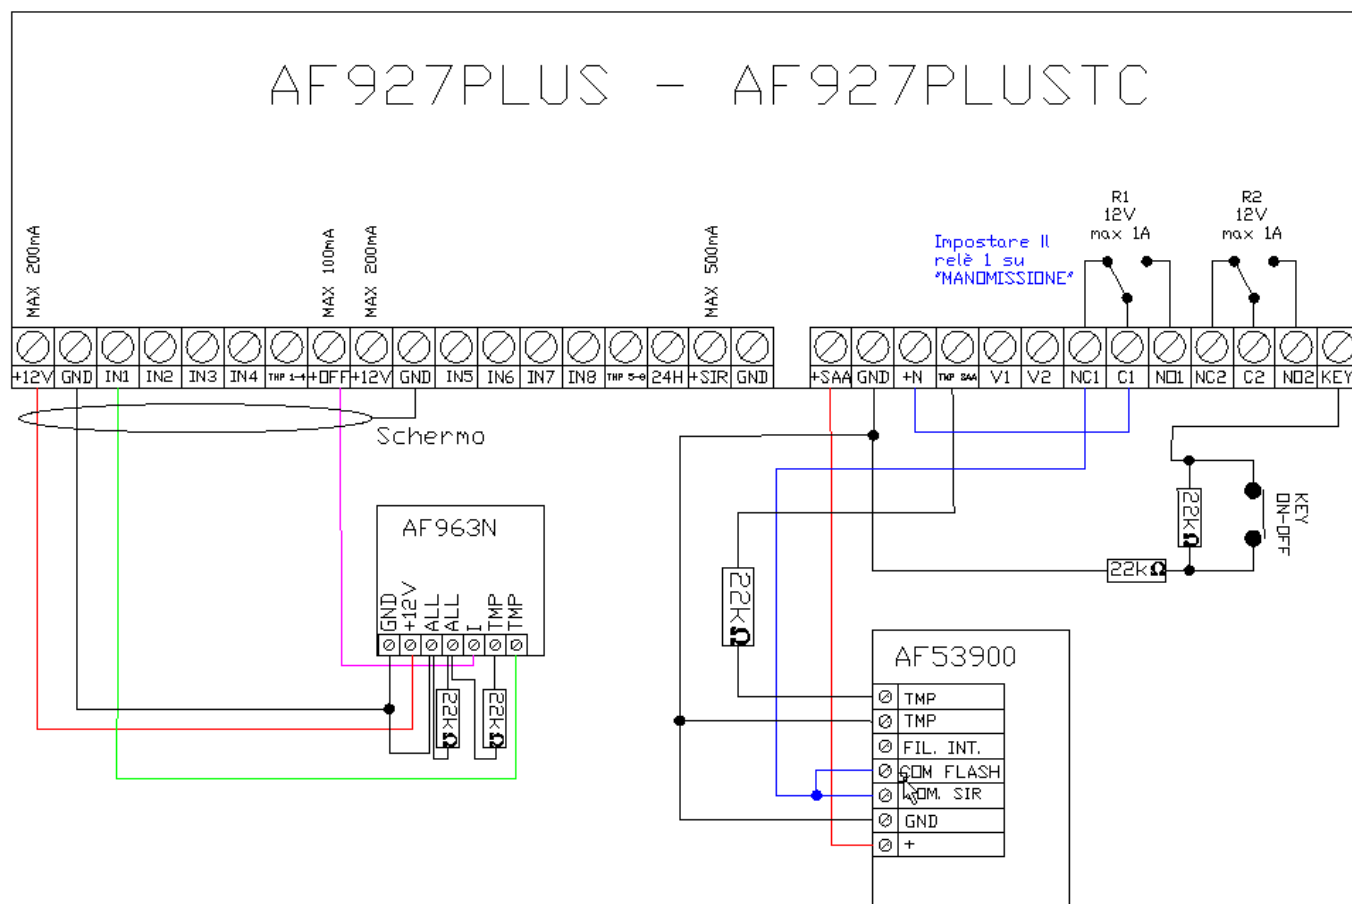 AF927PLUS - AF927PLUSTC
R1
12V
max 1A
R2
12V
max 1A
MAX 200mA
MAX 100mA
MAX 200mA
MAX 500mA
Impostare Il
relè 1 su
"MANOMISSIONE"
+12V GND IN1 IN2 IN3 IN4 TMP 1-4 +OFF +12V GND IN5 IN6 IN7 IN8 TMP 5-8 24H +SIR GND
+SAA GND +N TMP SAA V1 V2 NC1 C1 NO1 NC2 C2 NO2 KEY
Schermo
22kΩ
KEY
ON-OFF
22kΩ
AF963N
GND +12V ALL ALL I TMP TMP
22kΩ
22kΩ
22kΩ
AF53900
TMP
TMP
FIL. INT.
COM FLASH
COM. SIR
GND
+